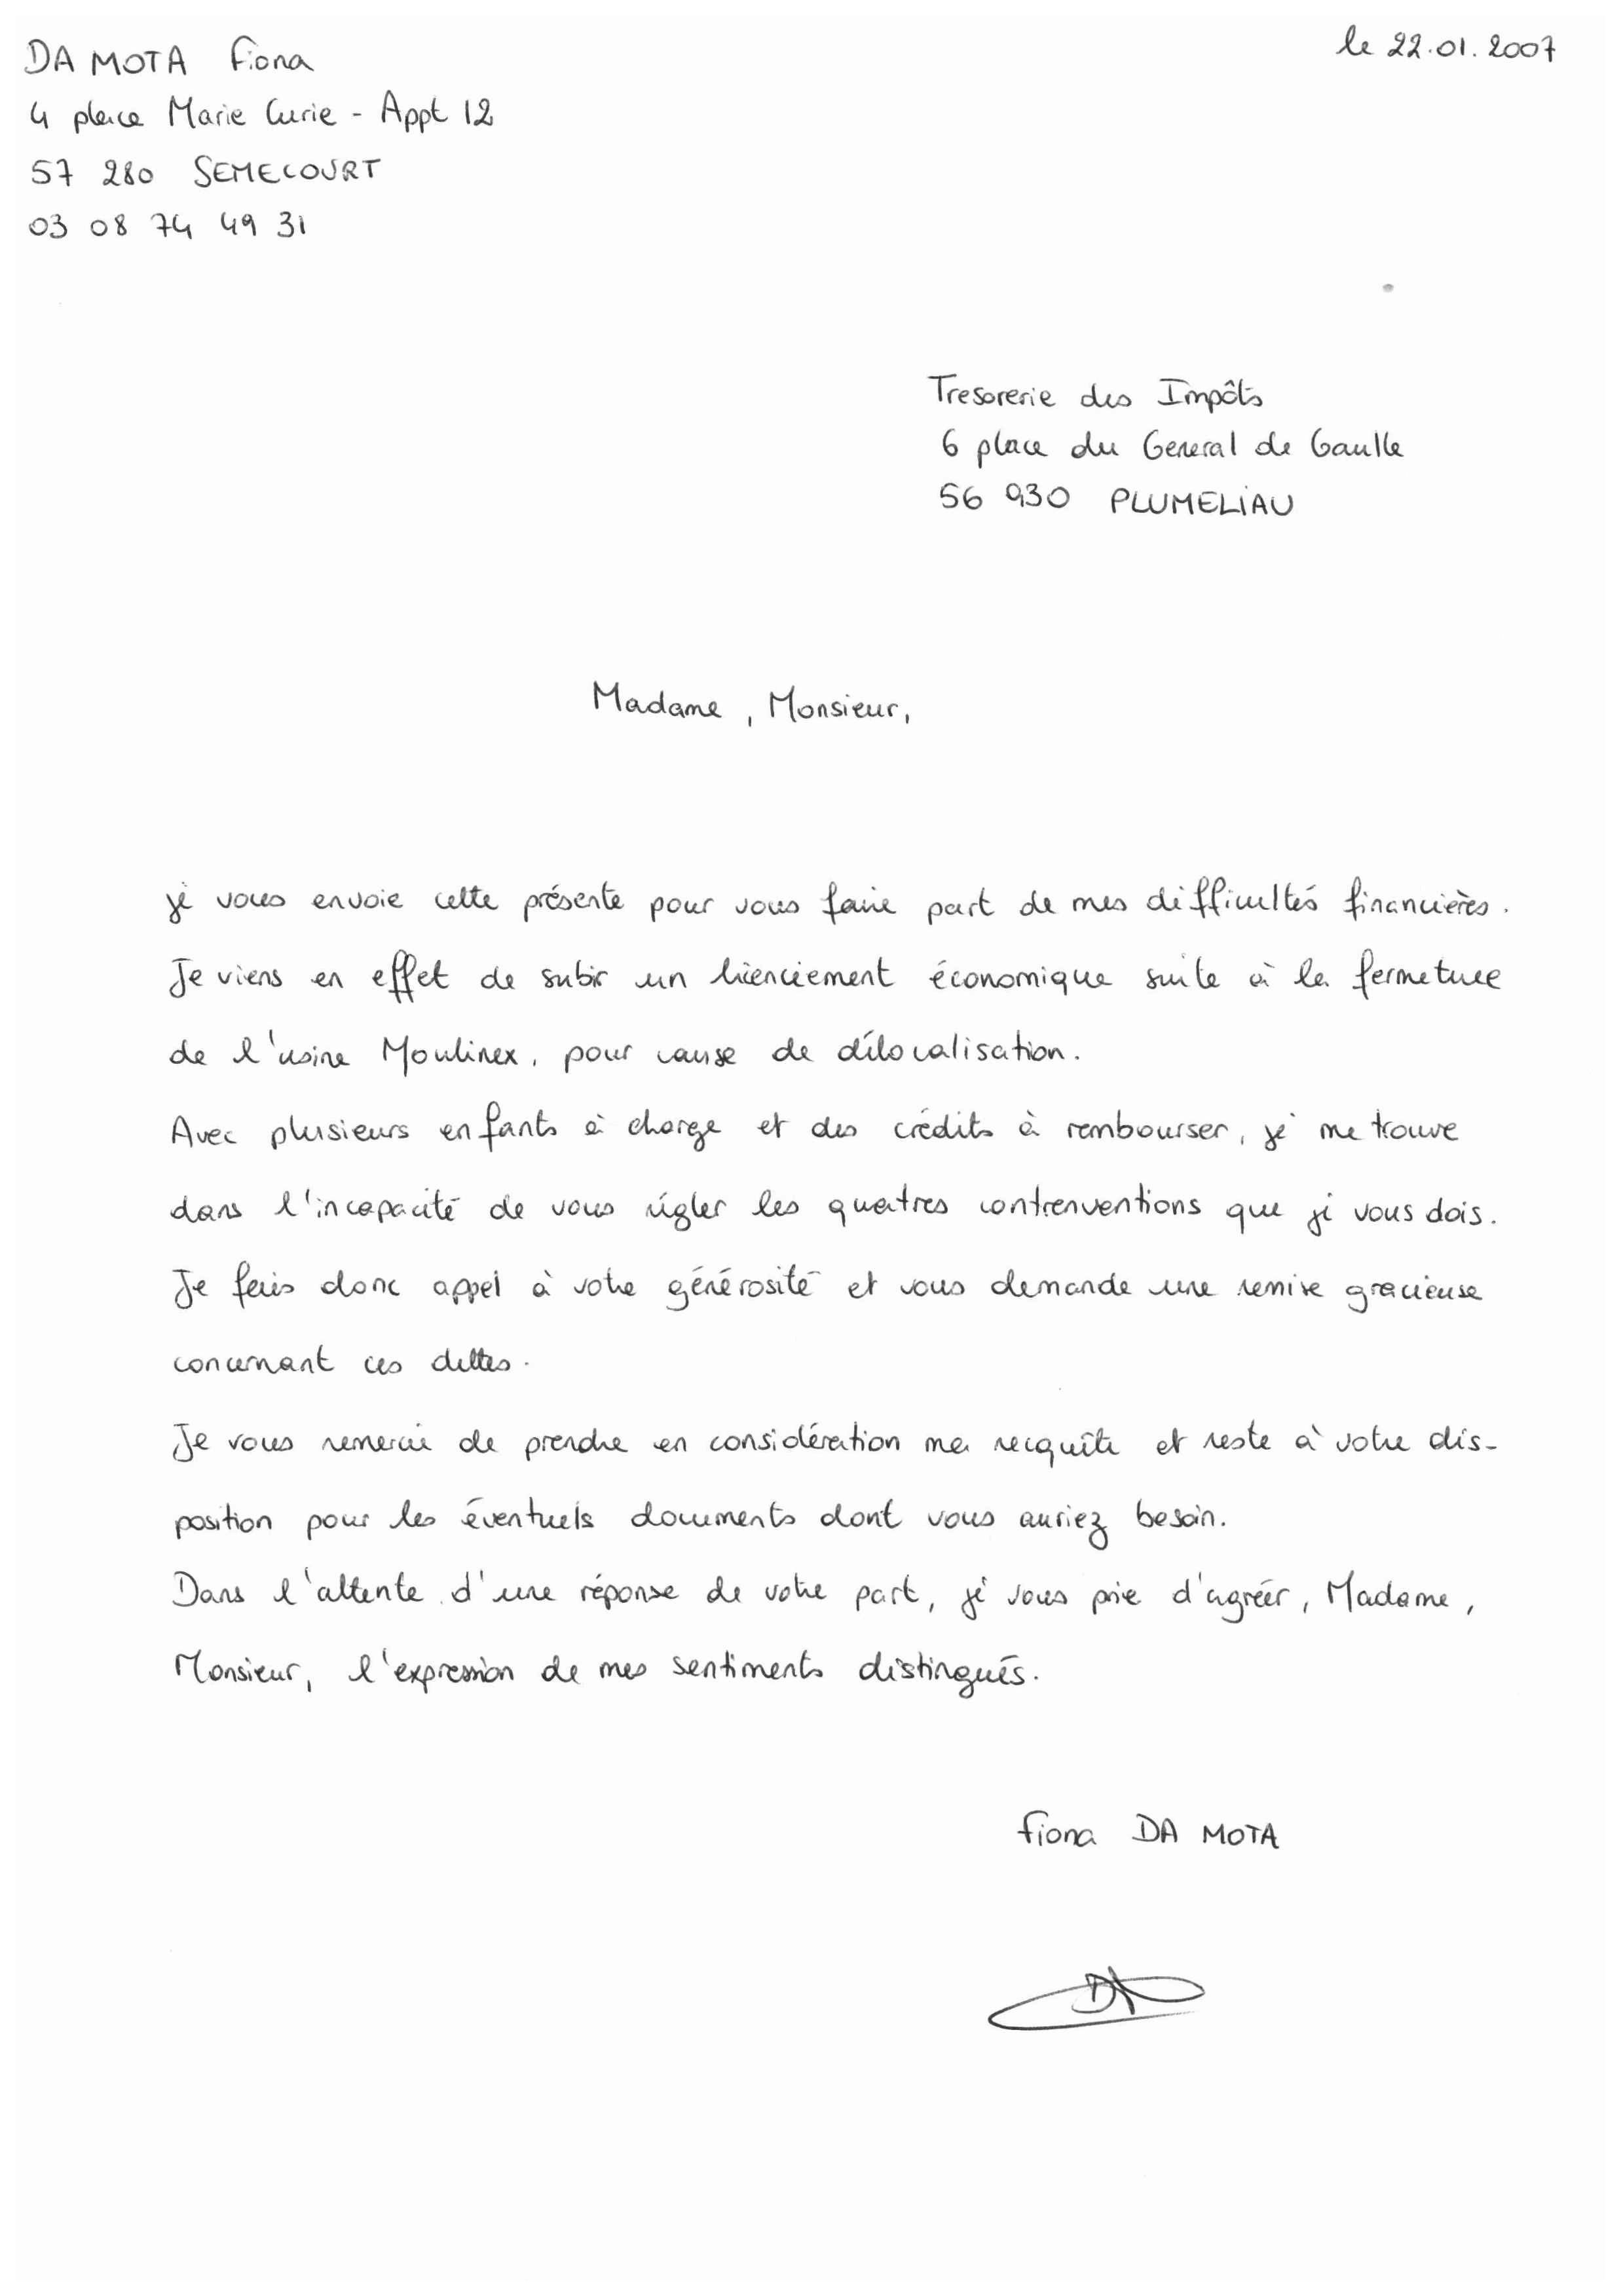 DA MOTA Fiona
le 22.01.2007
4 place Marie Curie - Appt 12
57 280 SEMECOURT
03 08 74 49 31
Tresorerie des Impôts
6 place du General de Gaulle
56 930 PLUMELIAU
Madame, Monsieur,
je vous envoie cette présente pour vous faire part de mes difficultés financières.
Je viens en effet de subir un licenciement économique suite à la fermeture
de l'usine Moulinex, pour cause de délocalisation.
Avec plusieurs enfants à charge et des crédits à rembourser, je me trouve
dans l'incapacité de vous régler les quatres contrenventions que je vous dois.
Je fais donc appel à votre générosité et vous demande une remise gracieuse
concernant ces dettes.
Je vous remercie de prendre en considération ma recquête et reste à votre dis-
position pour les éventuels documents dont vous auriez besoin.
Dans l'attente d'une réponse de votre part, je vous prie d'agréér, Madame,
Monsieur, l'expression de mes sentiments distingués.
Fiona DA MOTA